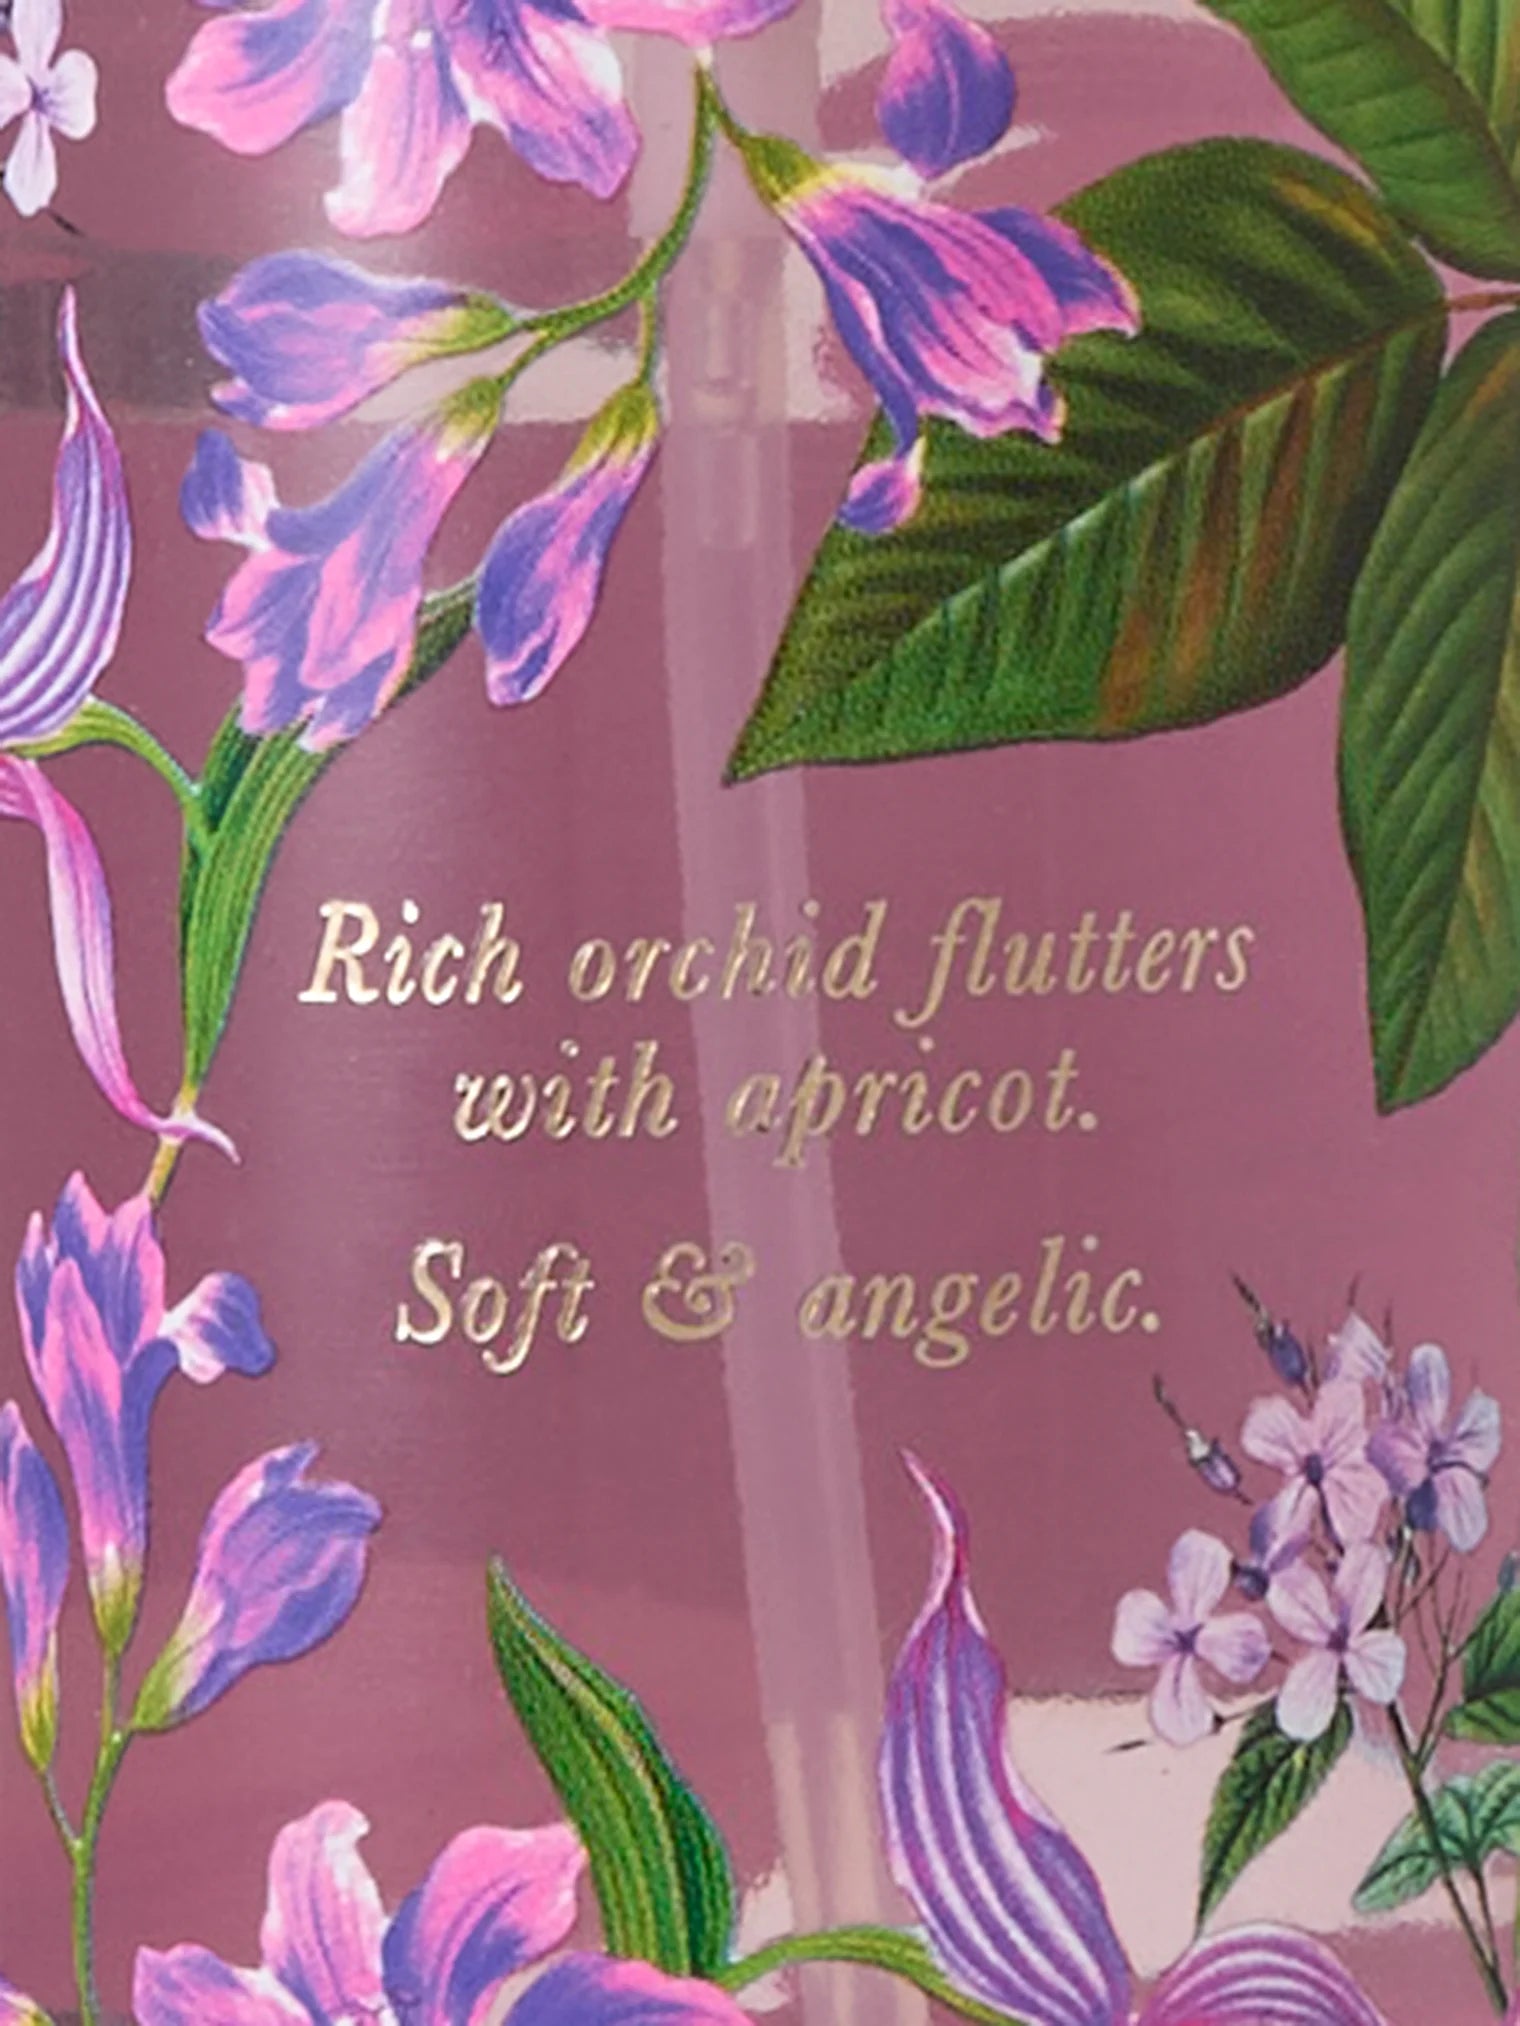 Rich orchid flutters
with apricot.
Soft & angelic.